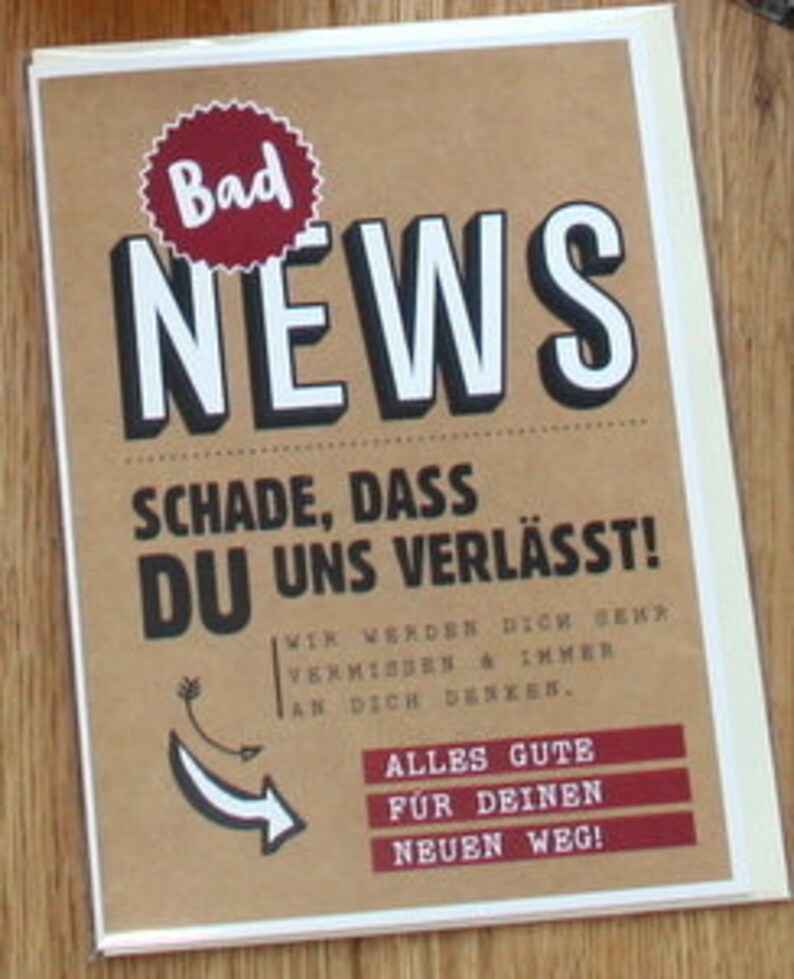 Bad
NEWS
SCHADE, DASS
DU UNS VERLÄSST!
WIR WERDEN DICH SEHR
VERMISSEN & IMMER
AN DICH DENKEN.
ALLES GUTE
FÜR DEINEN
NEUEN WEG!